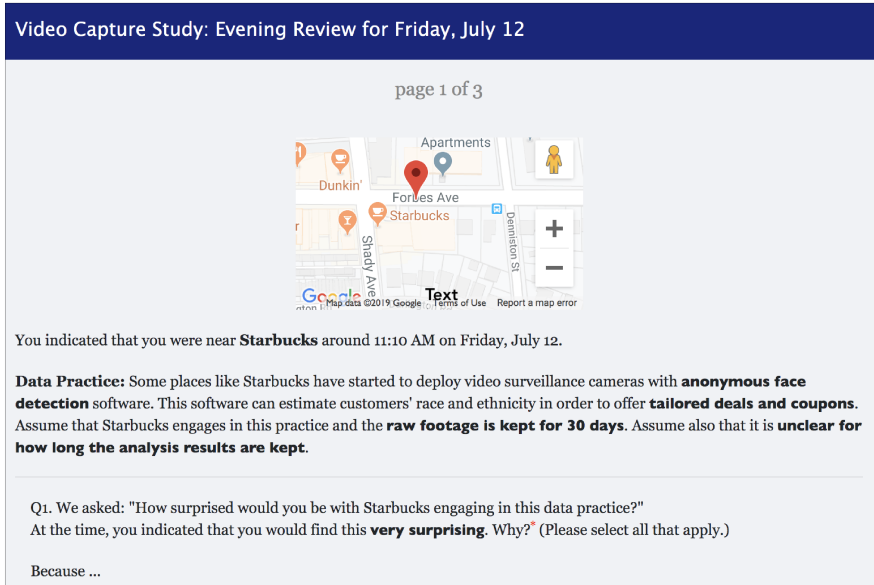 Video Capture Study: Evening Review for Friday, July 12
page 1 of 3
Apartments
Dunkin'
Forbes Ave
Starbucks
r
Shady Ave
Denniston St
+
−
Google
Text
Map data ©2019 Google Terms of Use Report a map error
You indicated that you were near Starbucks around 11:10 AM on Friday, July 12.
Data Practice: Some places like Starbucks have started to deploy video surveillance cameras with anonymous face
detection software. This software can estimate customers' race and ethnicity in order to offer tailored deals and coupons.
Assume that Starbucks engages in this practice and the raw footage is kept for 30 days. Assume also that it is unclear for
how long the analysis results are kept.
Q1. We asked: "How surprised would you be with Starbucks engaging in this data practice?"
At the time, you indicated that you would find this very surprising. Why?* (Please select all that apply.)
Because ...